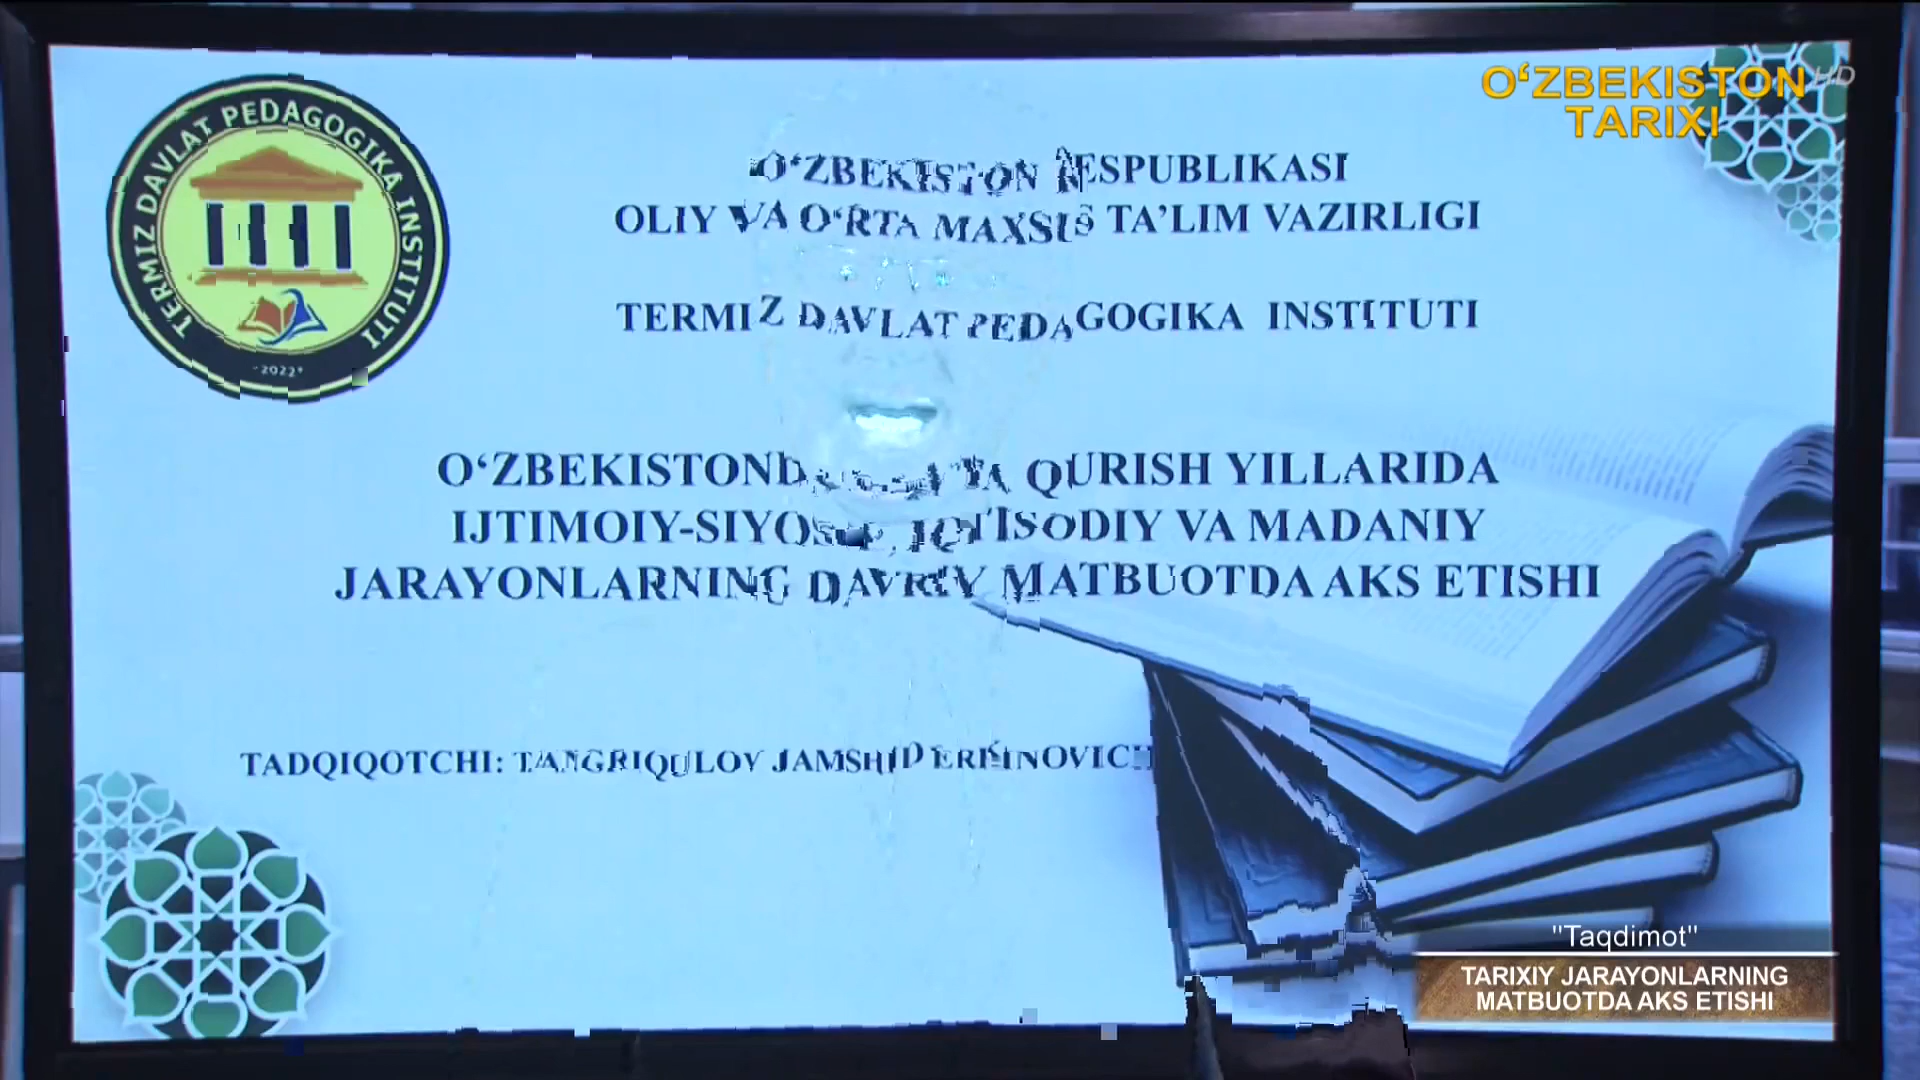 TERMIZ DAVLAT PEDAGOGIKA INSTITUTI
2022
O‘ZBEKISTON HD
TARIXI
O‘ZBEKISTON RESPUBLIKASI
OLIY VA O‘RTA MAXSUS TA’LIM VAZIRLIGI
TERMIZ DAVLAT PEDAGOGIKA INSTITUTI
QURISH YILLARIDA
IJTIMOIY-SIYOSIY, IQTISODIY VA MADANIY
JARAYONLARNING DAVRIY MATBUOTDA AKS ETISHI
TADQIQOTCHI: TANGRIQULOV JAMSHID ERKINOVICH
"Taqdimot"
TARIXIY JARAYONLARNING
MATBUOTDA AKS ETISHI